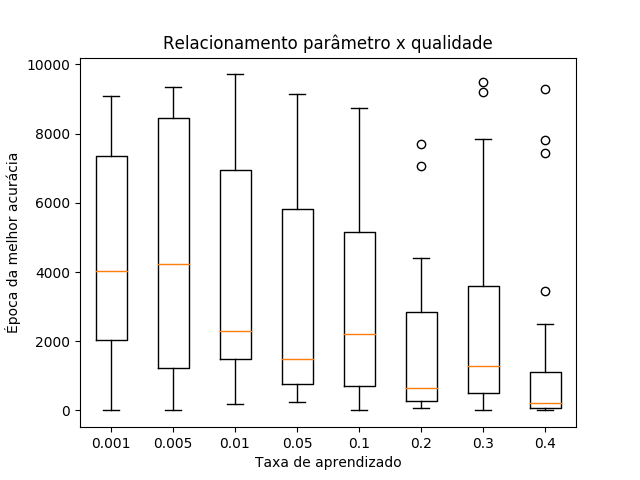 Relacionamento parâmetro x qualidade
10000
8000
6000
4000
2000
0
Época da melhor acurácia
0.001 0.005 0.01 0.05 0.1 0.2 0.3 0.4
Taxa de aprendizado